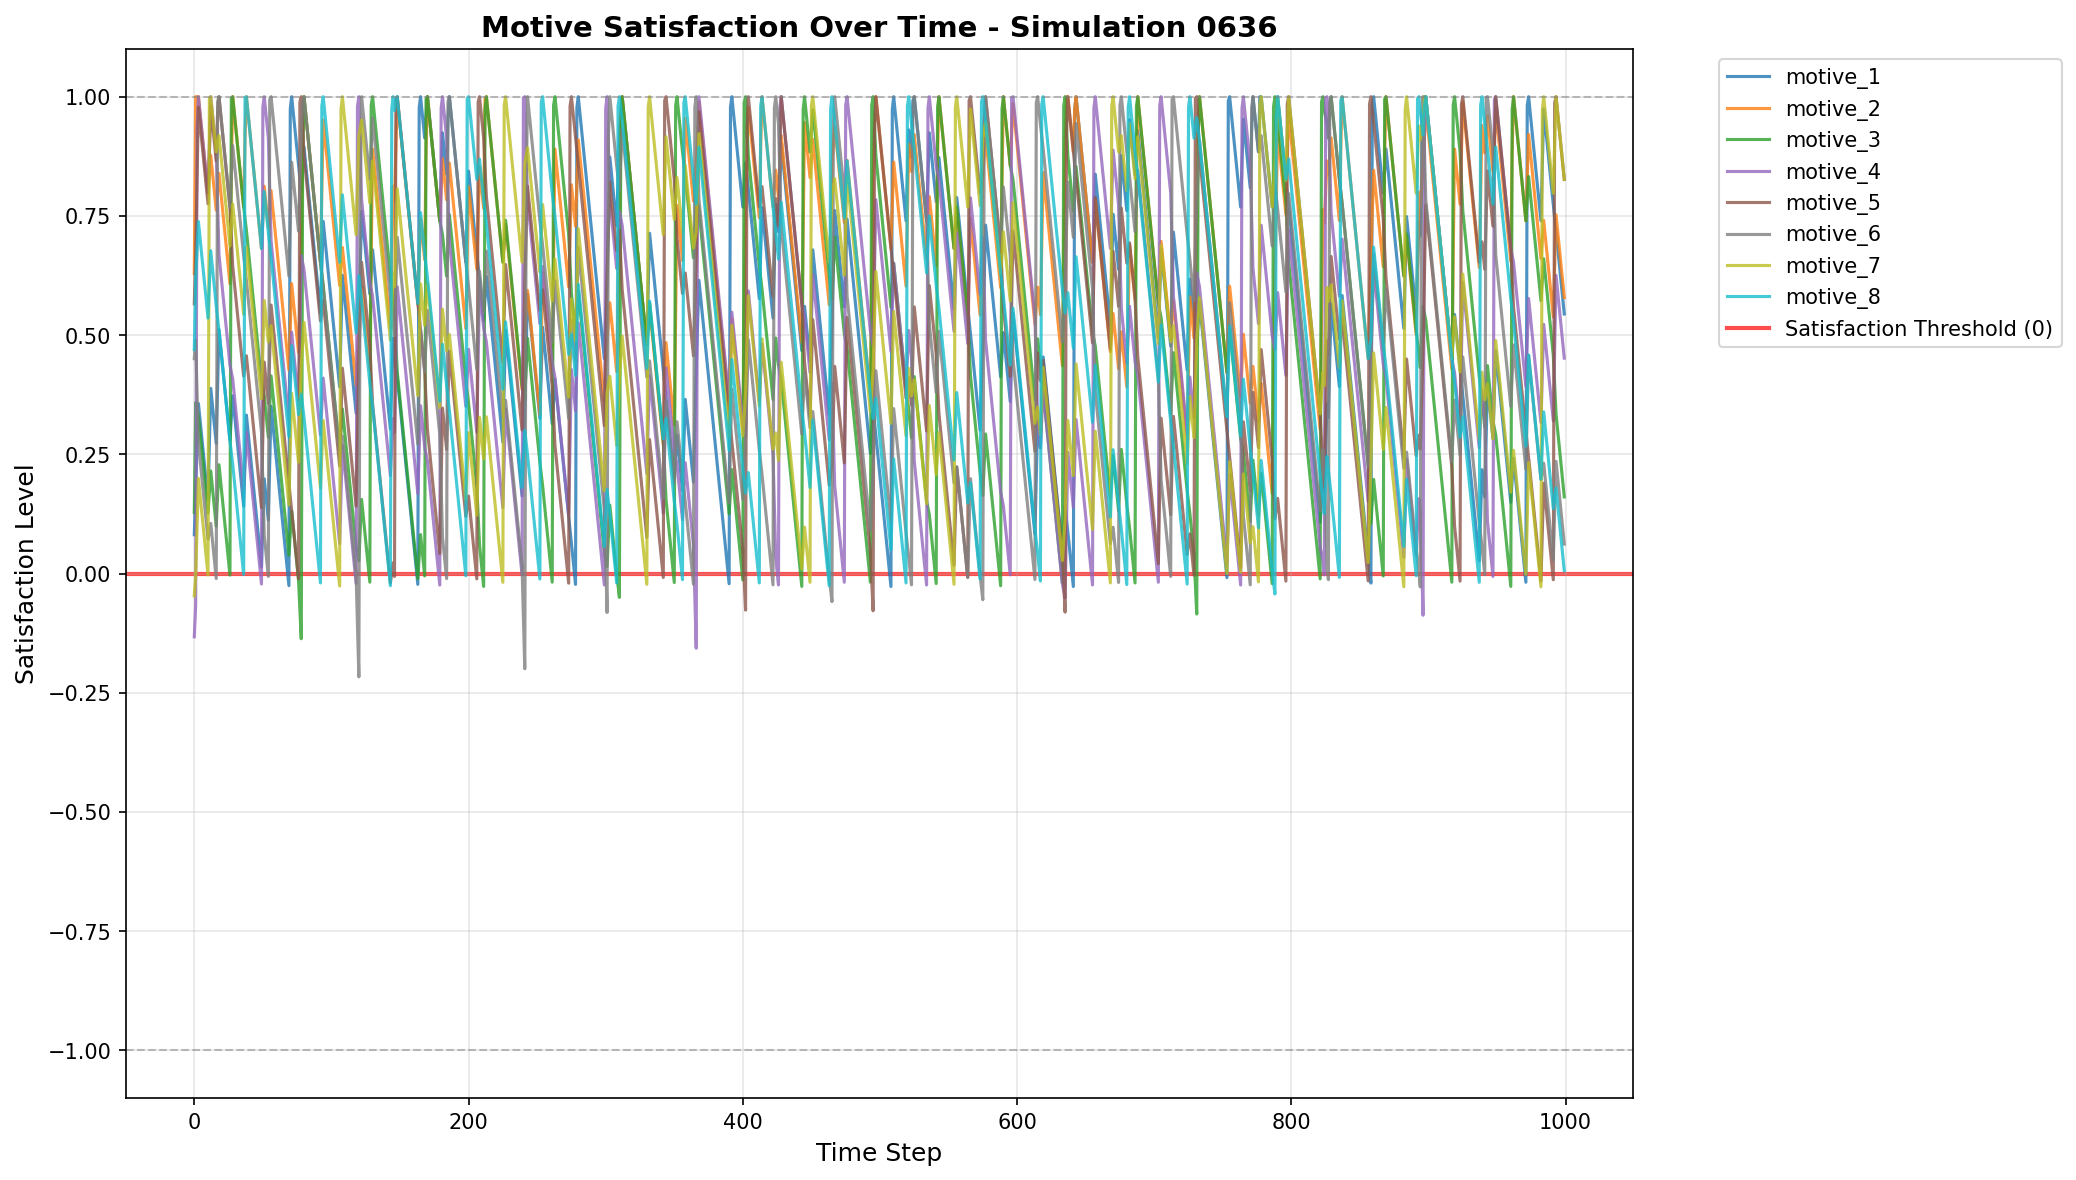 Motive Satisfaction Over Time - Simulation 0636
1.00
0.75
0.50
0.25
0.00
−0.25
−0.50
−0.75
−1.00
Satisfaction Level
0
200
400
600
800
1000
Time Step
motive_1
motive_2
motive_3
motive_4
motive_5
motive_6
motive_7
motive_8
Satisfaction Threshold (0)